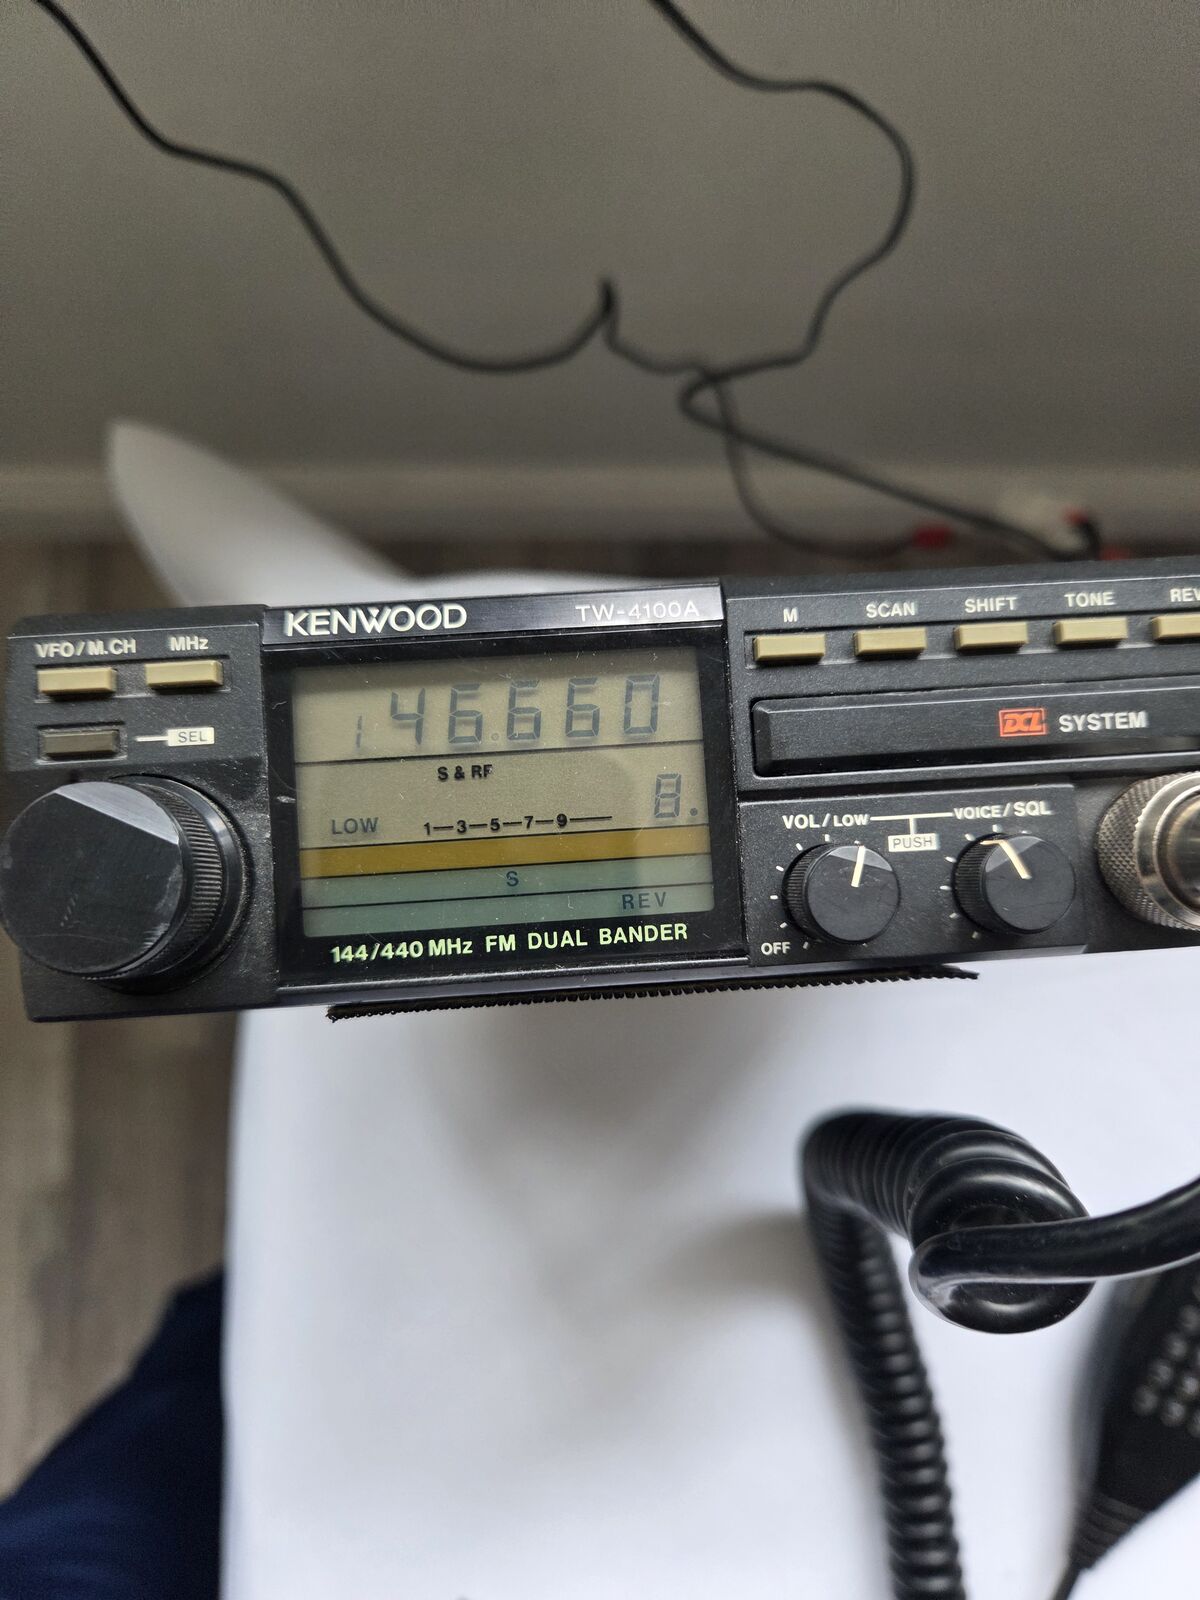 KENWOOD TW-4100A
VFO/M.CH MHz
SEL
146.660
S & RF
8.
LOW 1—3—5—7—9——
S
REV
144/440 MHz FM DUAL BANDER
M SCAN SHIFT TONE REV
DCL SYSTEM
VOL/LOW VOICE/SQL
PUSH
OFF